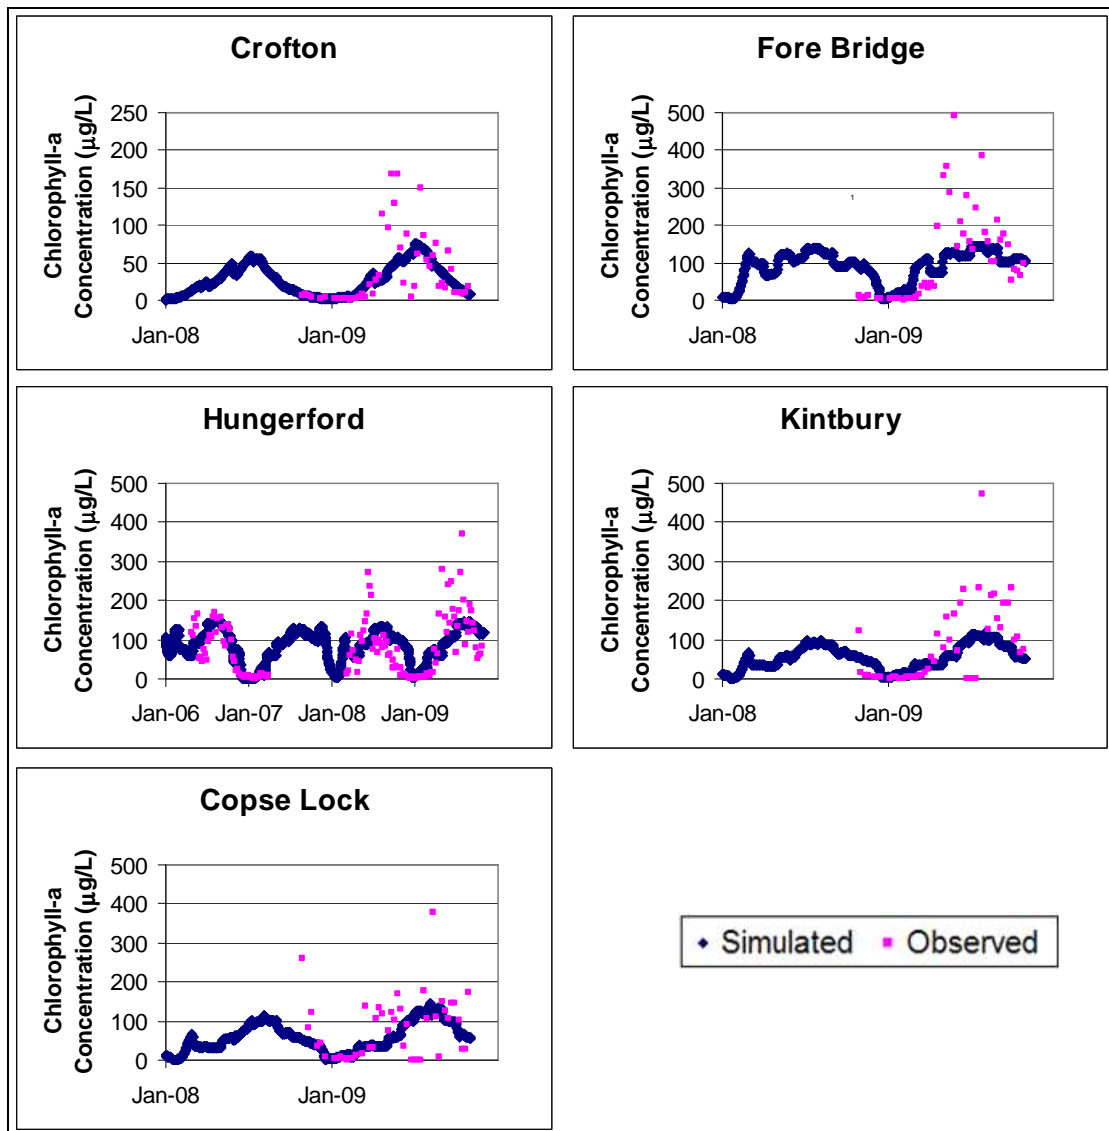 Crofton
Chlorophyll-a
Concentration (µg/L)
250
200
150
100
50
0
Jan-08 Jan-09
Fore Bridge
Chlorophyll-a
Concentration (µg/L)
500
400
300
200
100
0
1
Jan-08 Jan-09
Hungerford
Chlorophyll-a
Concentration (µg/L)
500
400
300
200
100
0
Jan-06 Jan-07 Jan-08 Jan-09
Kintbury
Chlorophyll-a
Concentration (µg/L)
500
400
300
200
100
0
Jan-08 Jan-09
Copse Lock
Chlorophyll-a
Concentration (µg/L)
500
400
300
200
100
0
Jan-08 Jan-09
Simulated Observed